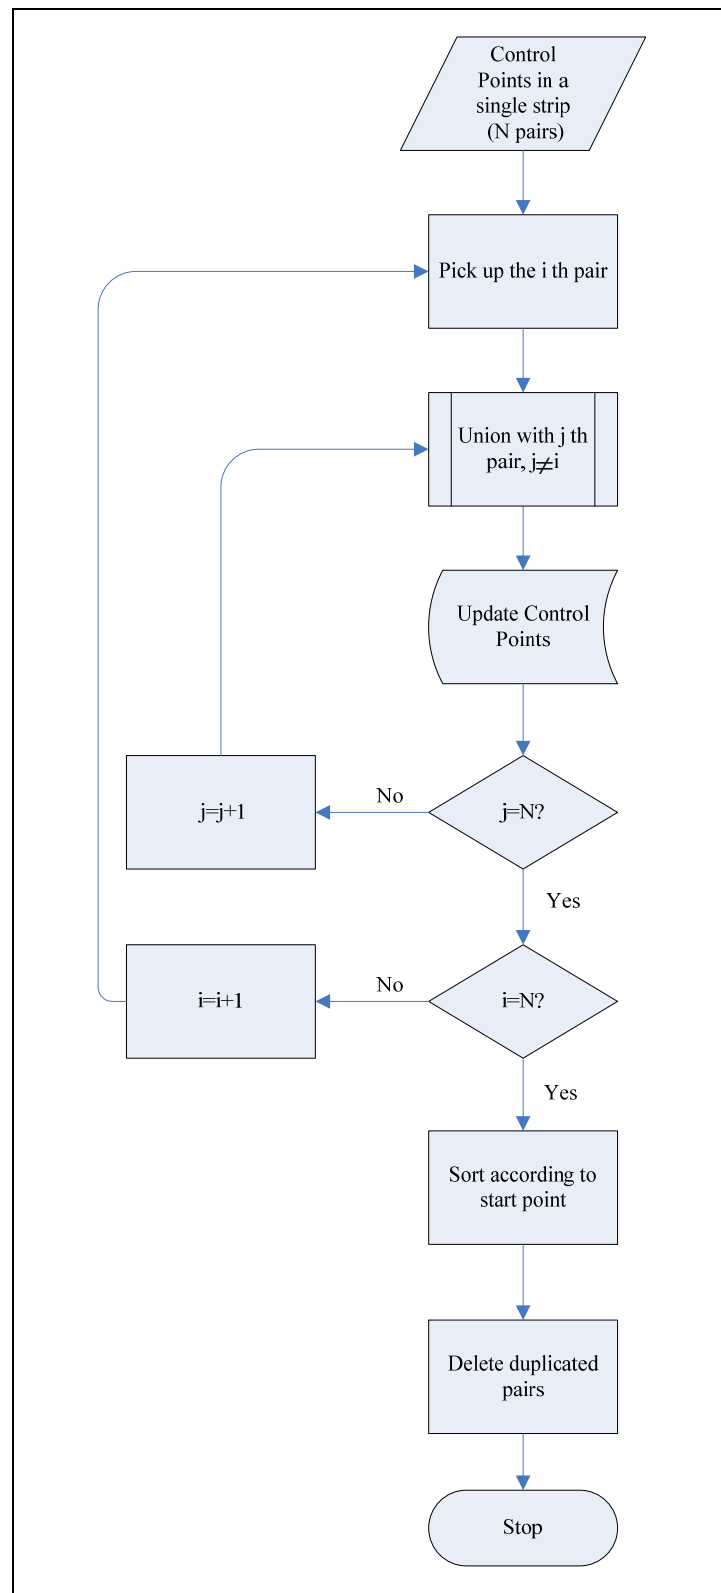 Control
Points in a
single strip
(N pairs)
Pick up the i th pair
Union with j th
pair, j≠i
Update Control
Points
j=j+1
No
j=N?
Yes
i=i+1
No
i=N?
Yes
Sort according to
start point
Delete duplicated
pairs
Stop